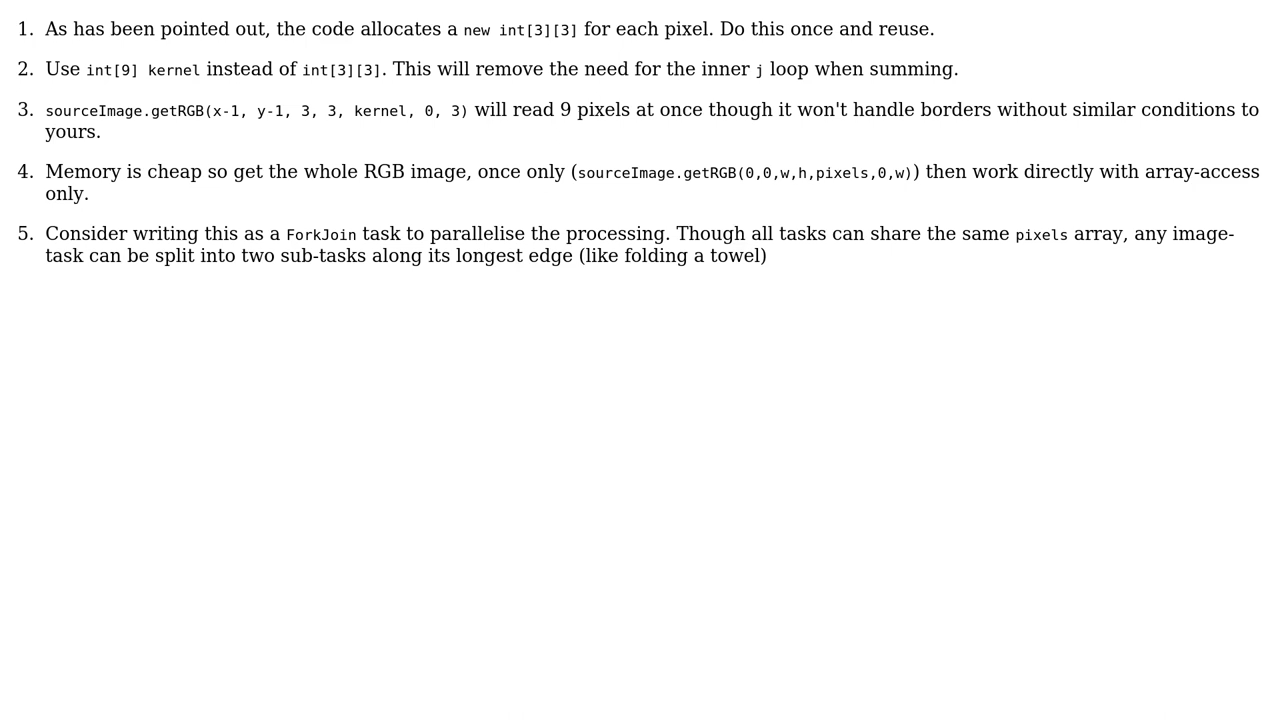 1. As has been pointed out, the code allocates a new int[3][3] for each pixel. Do this once and reuse.
2. Use int[9] kernel instead of int[3][3]. This will remove the need for the inner j loop when summing.
3. sourceImage.getRGB(x-1, y-1, 3, 3, kernel, 0, 3) will read 9 pixels at once though it won't handle borders without similar conditions to
yours.
4. Memory is cheap so get the whole RGB image, once only (sourceImage.getRGB(0,0,w,h,pixels,0,w)) then work directly with array-access
only.
5. Consider writing this as a ForkJoin task to parallelise the processing. Though all tasks can share the same pixels array, any image-
task can be split into two sub-tasks along its longest edge (like folding a towel)